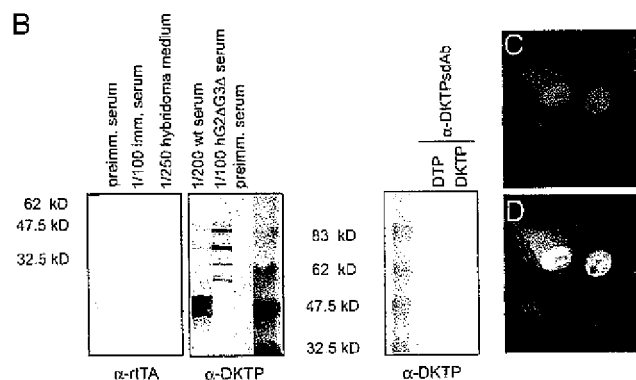 B
preimm. serum
1/100 imm. serum
1/250 hybridoma medium
1/200 wt serum
1/100 hG2ΔG3Δ serum
preimm. serum
62 kD
47.5 kD
32.5 kD
α-rtTA
α-DKTP
α-DKTPsdAb
DTP
DKTP
83 kD
62 kD
47.5 kD
32.5 kD
α-DKTP
C
D